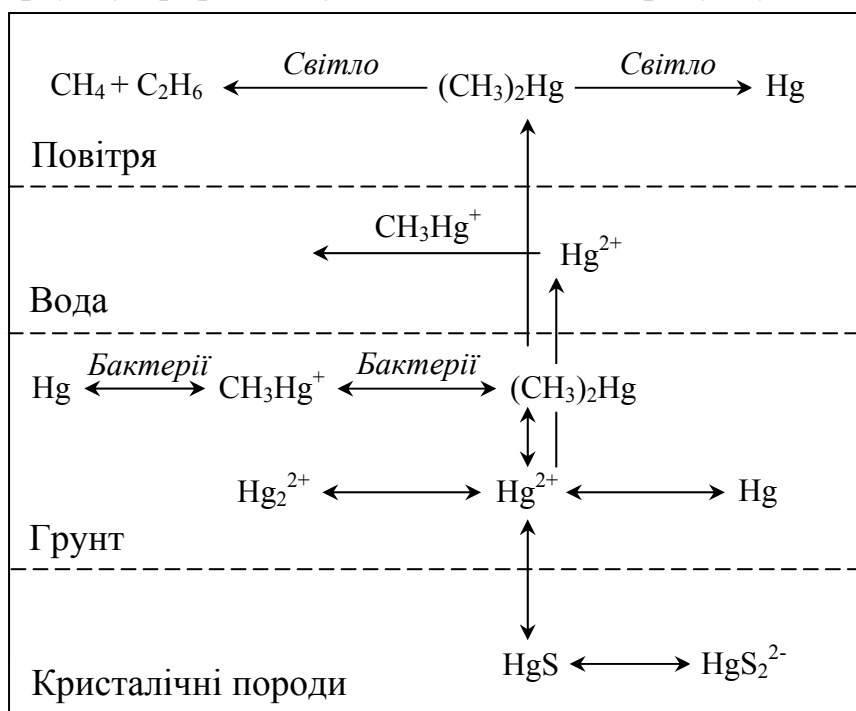 Світло Світло
CH₄ + C₂H₆ (CH₃)₂Hg Hg
Повітря
CH₃Hg⁺
Hg²⁺
Вода
Бактерії Бактерії
Hg CH₃Hg⁺ (CH₃)₂Hg
Hg₂²⁺ Hg²⁺ Hg
Грунт
HgS HgS₂²⁻
Кристалічні породи